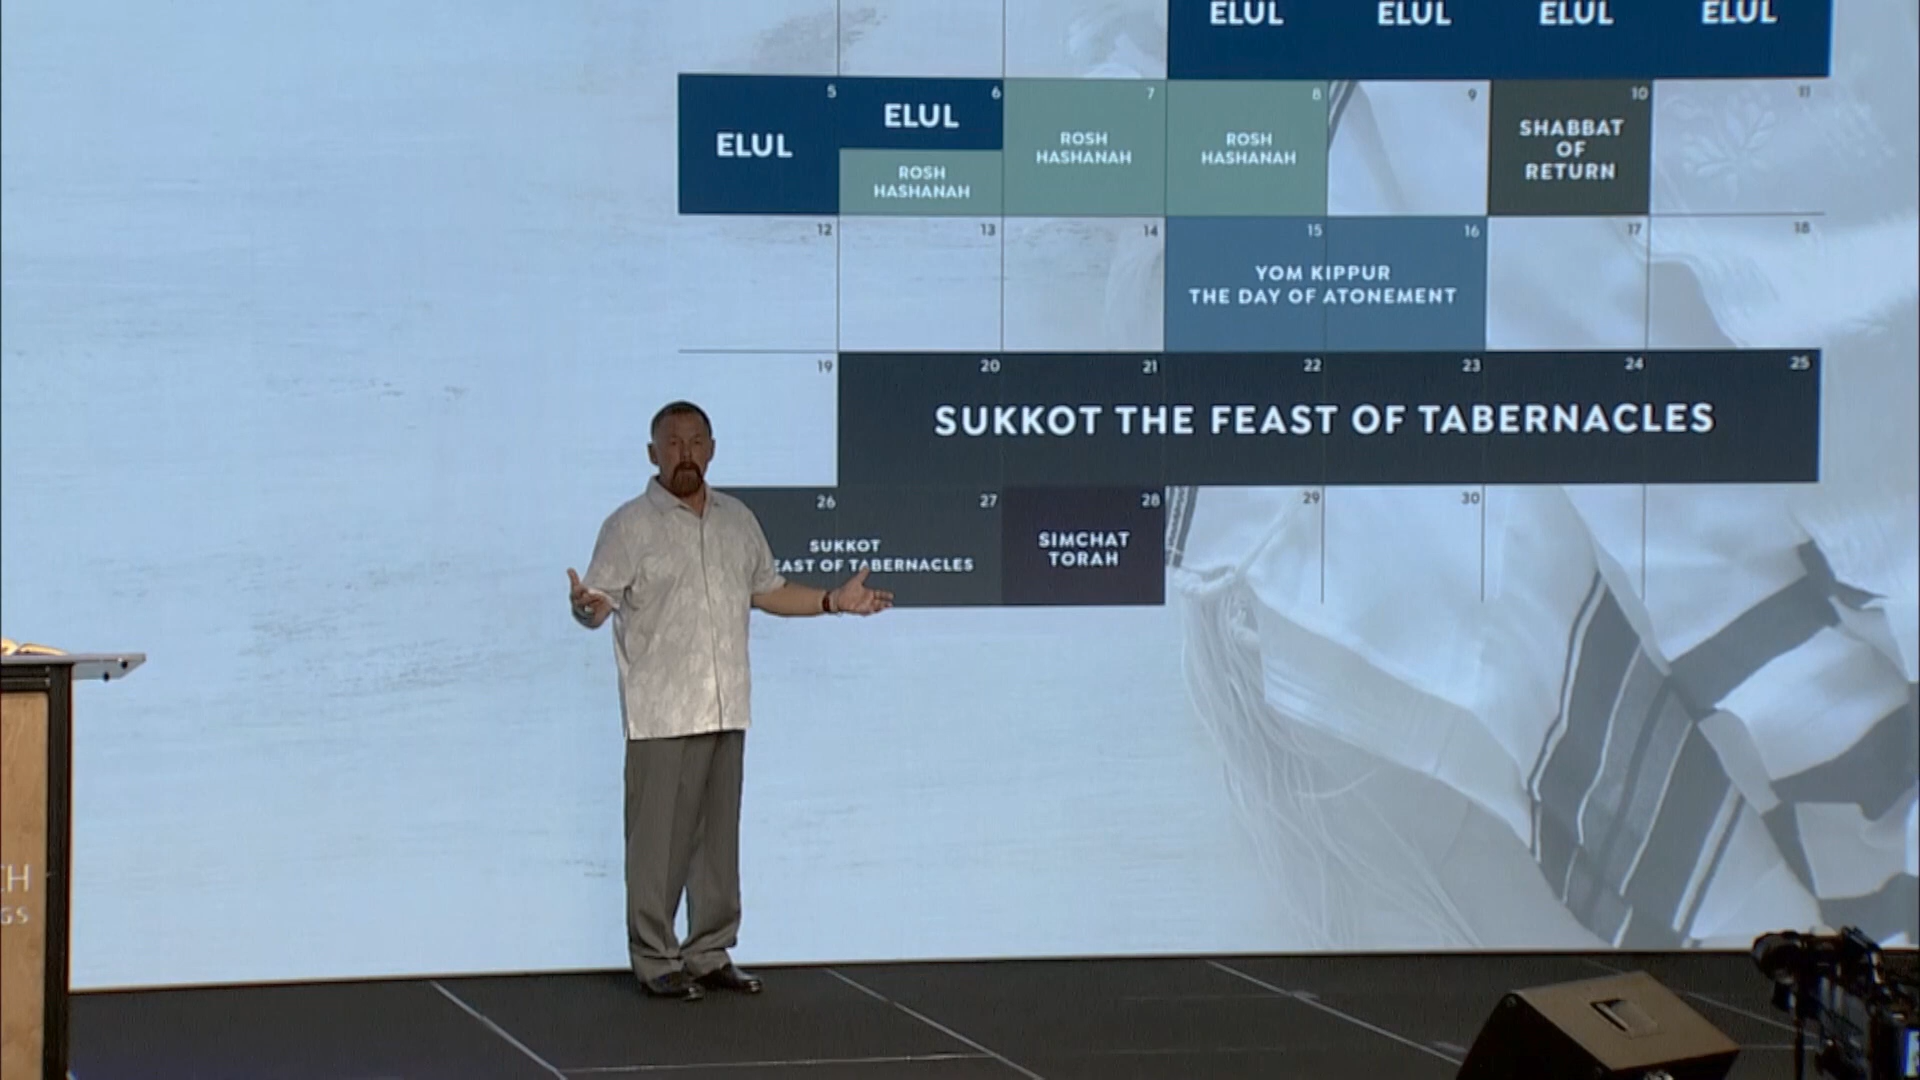 ELUL ELUL ELUL ELUL
5 6 7 8 9 10 11
ELUL
ELUL
ROSH
HASHANAH
ROSH
HASHANAH
ROSH
HASHANAH
SHABBAT
OF
RETURN
12 13 14 15 16 17 18
YOM KIPPUR
THE DAY OF ATONEMENT
19 20 21 22 23 24 25
SUKKOT THE FEAST OF TABERNACLES
26 27 28 29 30
SUKKOT
EAST OF TABERNACLES
SIMCHAT
TORAH
CH
GS